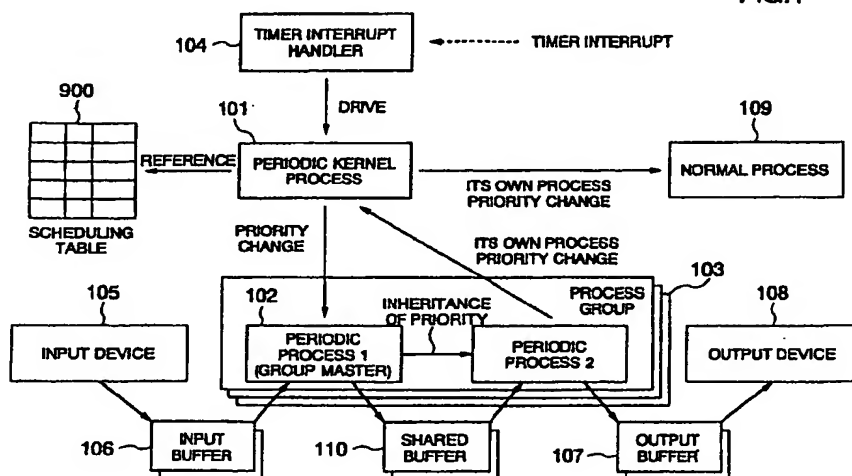 104
TIMER INTERRUPT
HANDLER
TIMER INTERRUPT
900
101
DRIVE
109
REFERENCE
PERIODIC KERNEL
PROCESS
NORMAL PROCESS
ITS OWN PROCESS
PRIORITY CHANGE
SCHEDULING
TABLE
PRIORITY
CHANGE
ITS OWN PROCESS
PRIORITY CHANGE
105
102
INHERITANCE
OF PRIORITY
PROCESS
GROUP
103
108
INPUT DEVICE
PERIODIC
PROCESS 1
(GROUP MASTER)
PERIODIC
PROCESS 2
OUTPUT DEVICE
106
INPUT
BUFFER
110
SHARED
BUFFER
107
OUTPUT
BUFFER